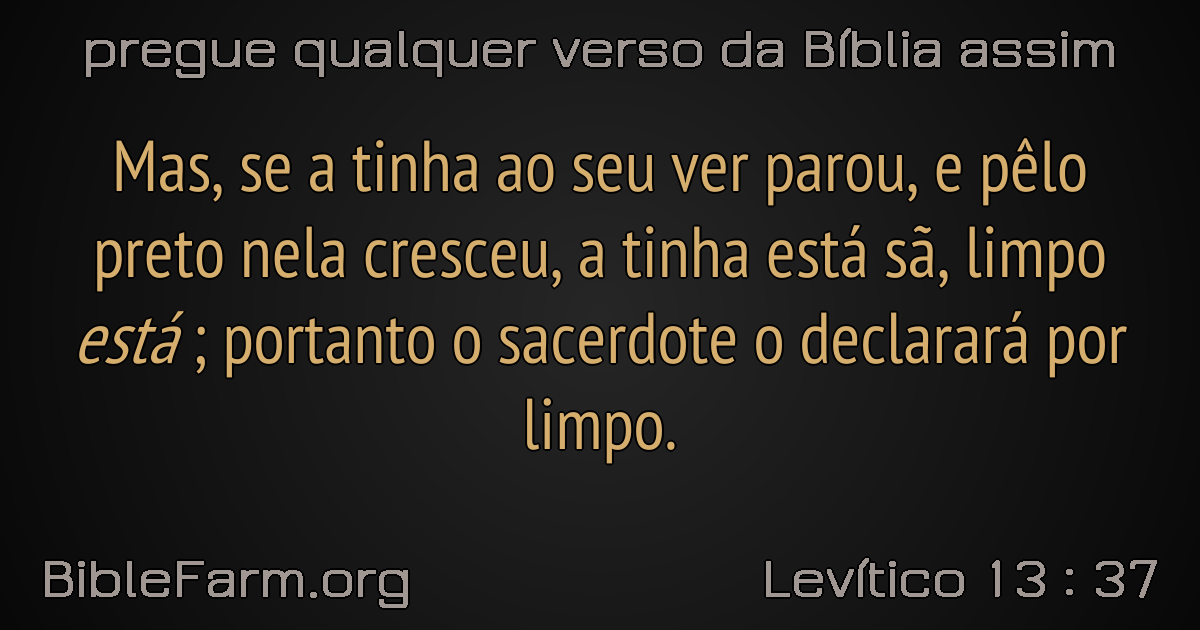 pregue qualquer verso da Bíblia assim
Mas, se a tinha ao seu ver parou, e pêlo
preto nela cresceu, a tinha está sã, limpo
está ; portanto o sacerdote o declarará por
limpo.
BibleFarm.org
Levítico 13 : 37